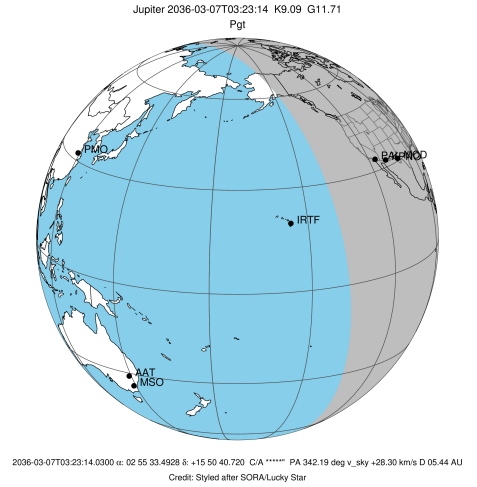 Jupiter 2036-03-07T03:23:14 K9.09 G11.71
Pgt
PMO
IRTF
AAT
MSO
2036-03-07T03:23:14.0300 α: 02 55 33.4928 δ: +15 50 40.720 C/A *****" PA 342.19 deg v_sky +28.30 km/s D 05.44 AU
Credit: Styled after SORA/Lucky Star